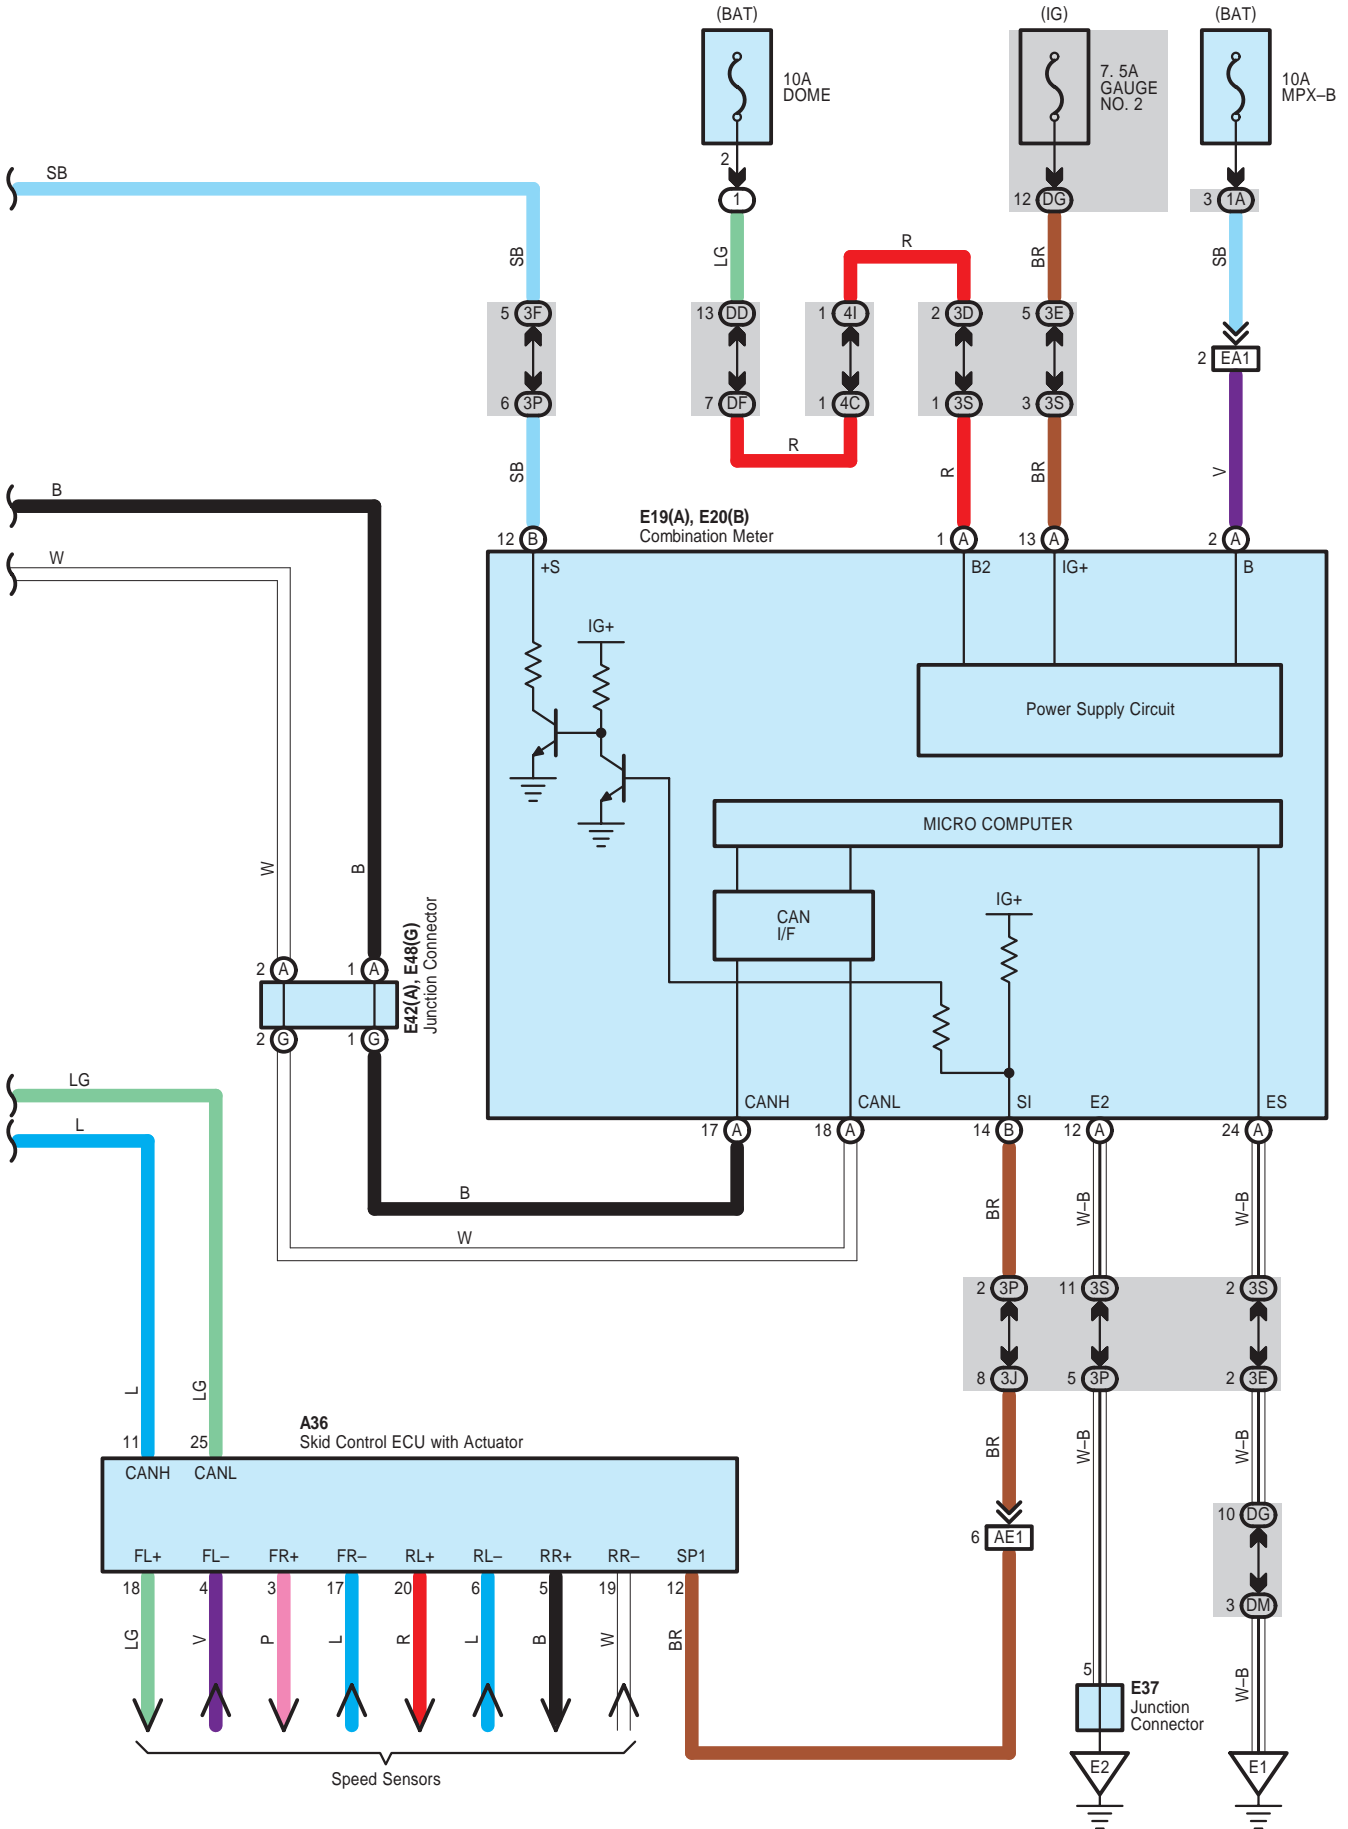 (BAT) (IG) (BAT)
10A
DOME
7. 5A
GAUGE
NO. 2
10A
MPX–B
2
1
12 DG
3 1A
SB
SB
LG
R
BR
SB
5 3F
13 DD
1 4I
2 3D
5 3E
2 EA1
6 3P
7 DF
1 4C
1 3S
3 3S
R
SB
R
BR
V
B
W
E19(A), E20(B)
Combination Meter
12 B
1 A
13 A
2 A
+S
B2
IG+
B
IG+
Power Supply Circuit
MICRO COMPUTER
W
B
CAN
I/F
IG+
2 A
1 A
E42(A), E48(G)
Junction Connector
2 G
1 G
LG
L
CANH
CANL
SI
E2
ES
17 A
18 A
14 B
12 A
24 A
B
W
BR
W–B
W–B
2 3P
11 3S
2 3S
8 3J
5 3P
2 3E
L
LG
A36
Skid Control ECU with Actuator
11
25
CANH
CANL
BR
W–B
W–B
6 AE1
10 DG
3 DM
FL+
FL–
FR+
FR–
RL+
RL–
RR+
RR–
SP1
18
4
3
17
20
6
5
19
12
LG
V
P
L
R
L
B
W
BR
W–B
5
E37
Junction
Connector
Speed Sensors
E2
E1